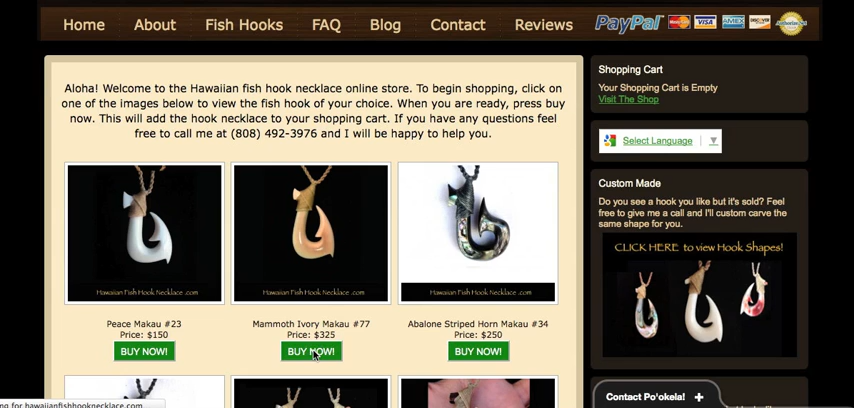 Home About Fish Hooks FAQ Blog Contact Reviews PayPal MasterCard VISA AMEX DISCOVER
Aloha! Welcome to the Hawaiian fish hook necklace online store. To begin shopping, click on
one of the images below to view the fish hook of your choice. When you are ready, press buy
now. This will add the hook necklace to your shopping cart. If you have any questions feel
free to call me at (808) 492-3976 and I will be happy to help you.
Hawaiian Fish Hook Necklace .com
Hawaiian Fish Hook Necklace .com
Hawaiian Fish Hook Necklace .com
Peace Makau #23
Price: $150
BUY NOW!
Mammoth Ivory Makau #77
Price: $325
BUY NOW!
Abalone Striped Horn Makau #34
Price: $250
BUY NOW!
Shopping Cart
Your Shopping Cart is Empty
Visit The Shop
Select Language
Custom Made
Do you see a hook you like but it's sold? Feel
free to give me a call and I'll custom carve the
same shape for you.
CLICK HERE to view Hook Shapes!
Contact Po'okela! +
ng for hawaiianfishhooknecklace.com